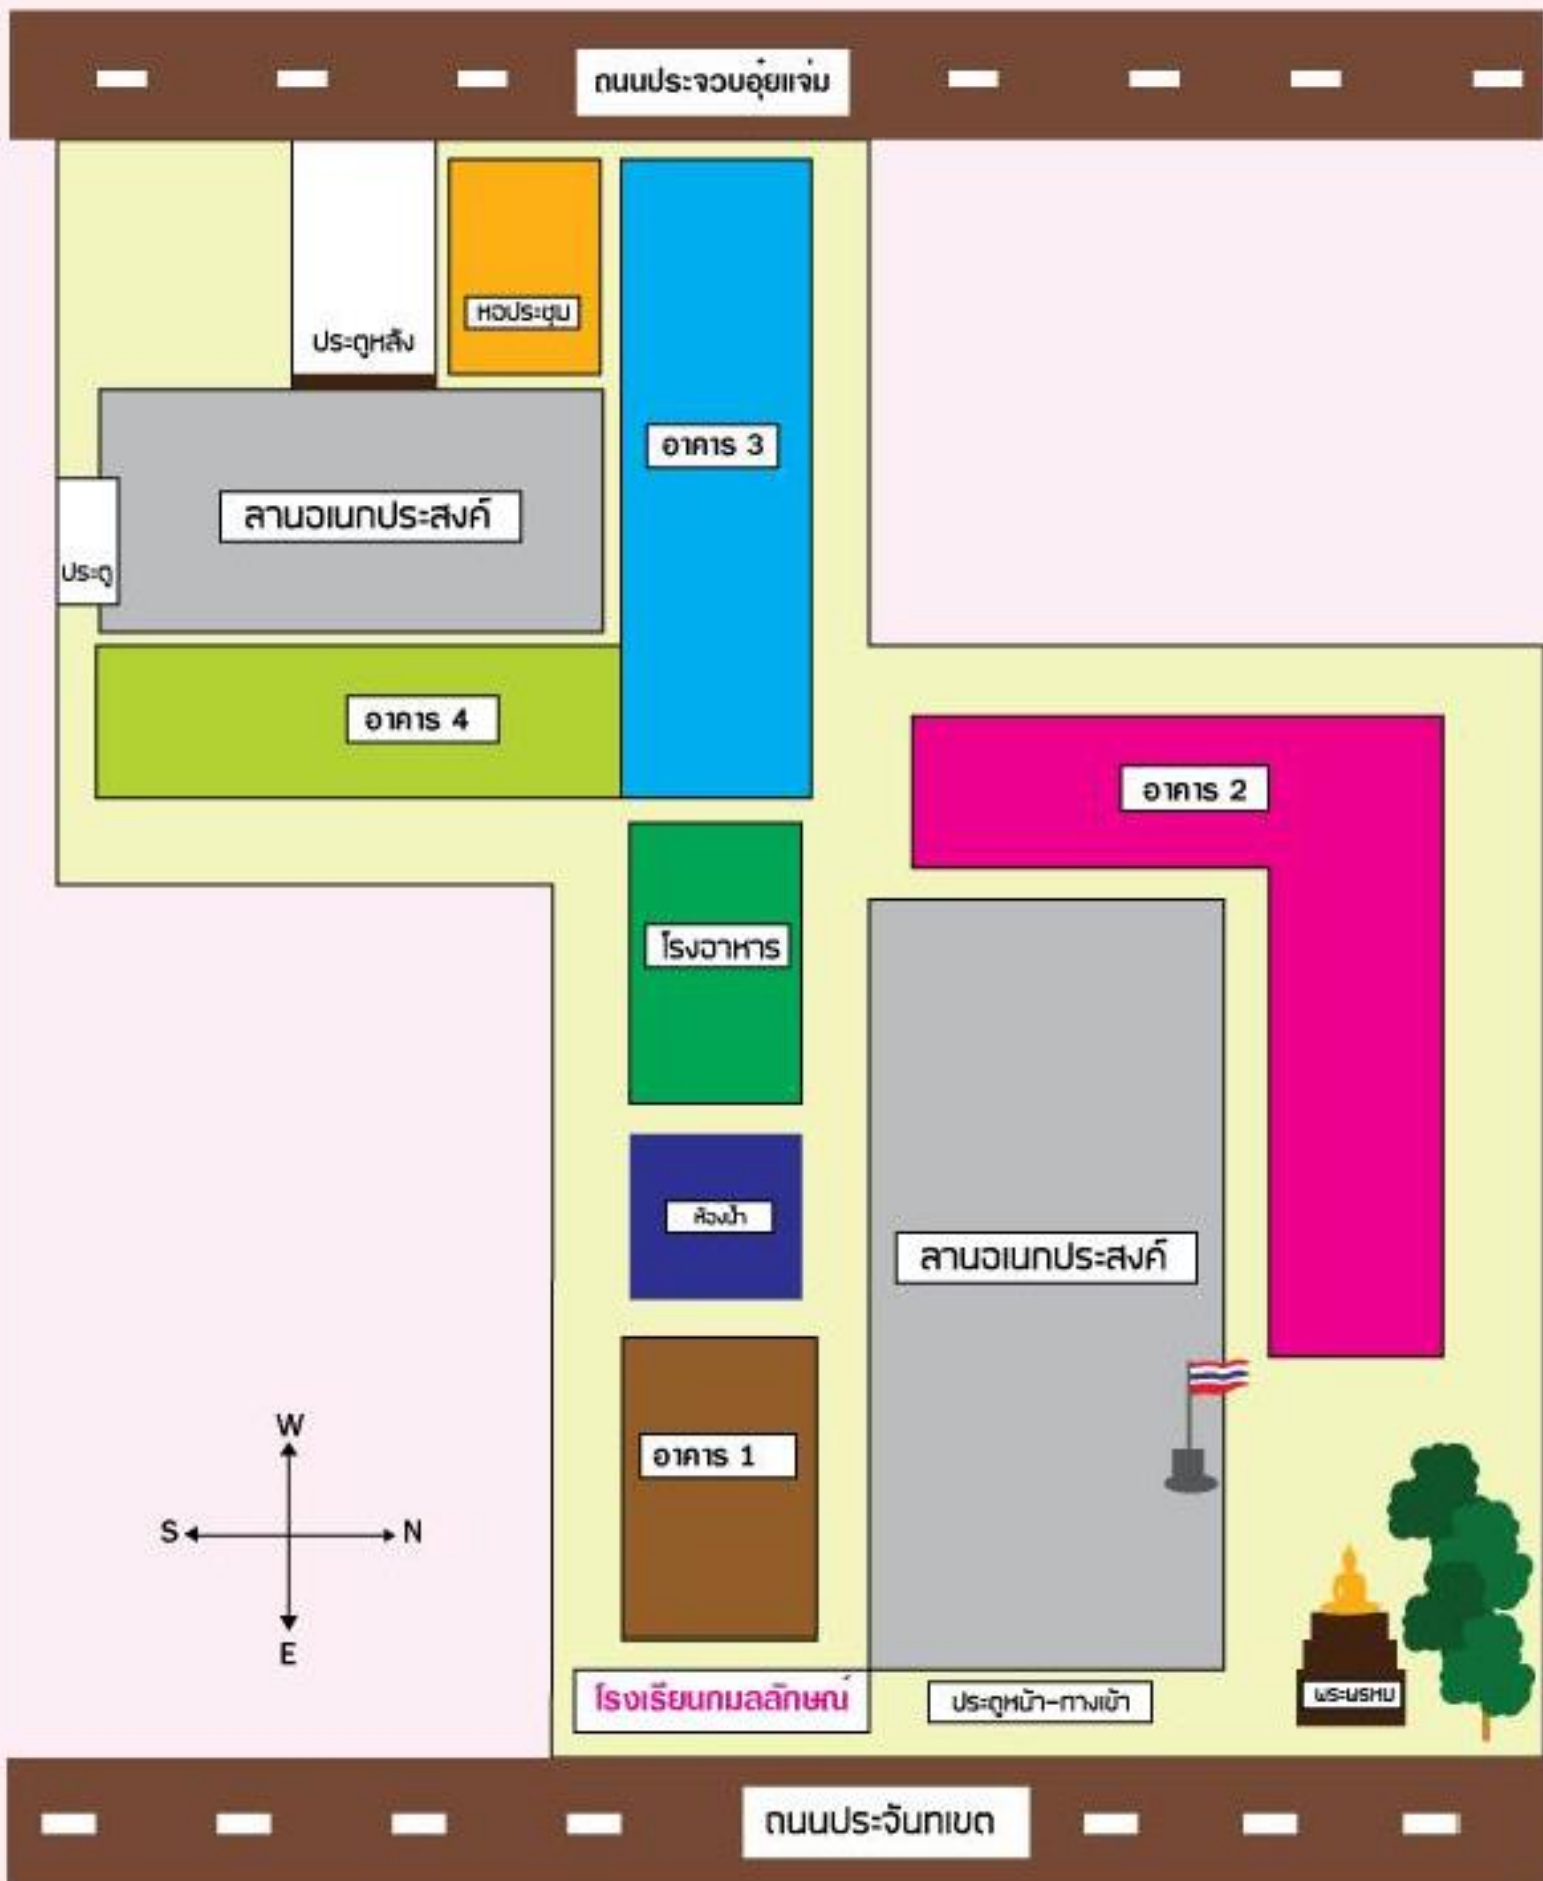 ถนนประจวบอุ๋ยแจ่ม
หอประชุม
ประตูหลัง
อาคาร 3
ลานอเนกประสงค์
ประตู
อาคาร 4
อาคาร 2
โรงอาหาร
ห้องน้ำ
ลานอเนกประสงค์
อาคาร 1
W
S
N
E
โรงเรียนกมลลักษณ์
ประตูหน้า-ทางเข้า
พระพรหม
ถนนประจันทเขต